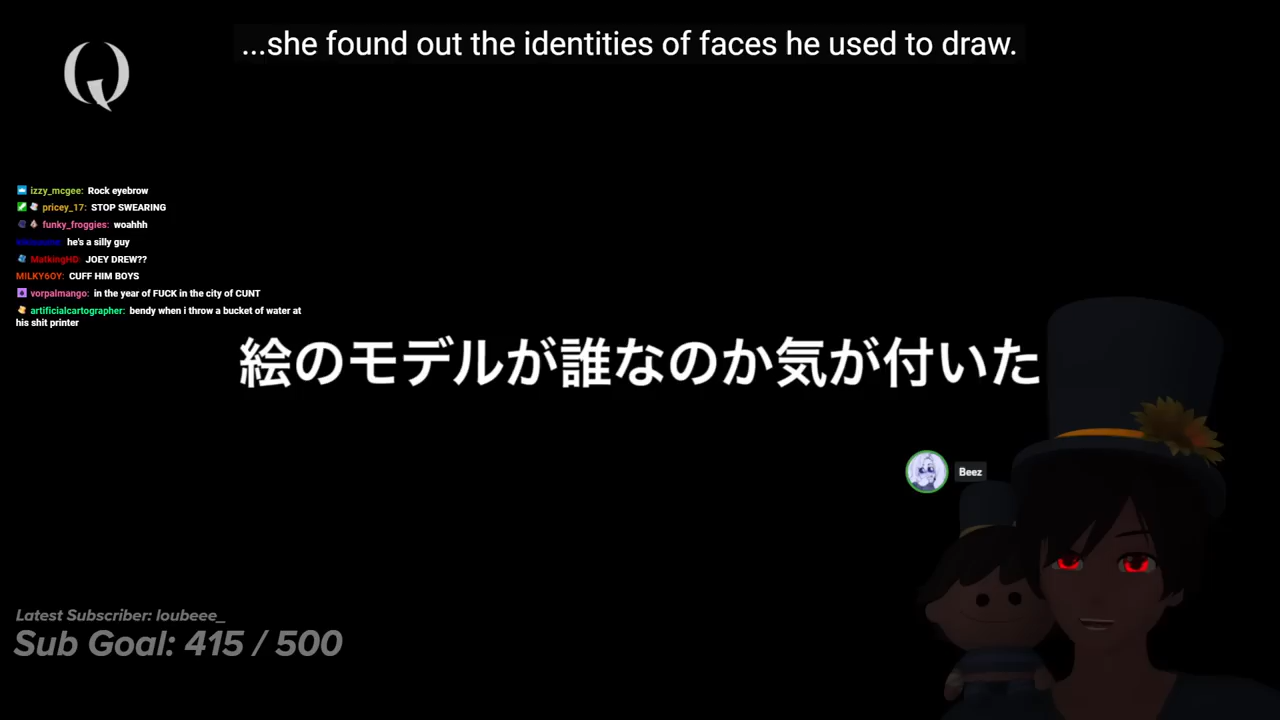 ...she found out the identities of faces he used to draw.
Q
izzy_mcgee: Rock eyebrow
pricey_17: STOP SWEARING
funky_froggies: woahhh
he's a silly guy
MatkingHD: JOEY DREW??
MILKY6OY: CUFF HIM BOYS
vorpalmango: in the year of FUCK in the city of CUNT
artificialcartographer: bendy when i throw a bucket of water at
his shit printer
絵のモデルが誰なのか気が付いた
Beez
Latest Subscriber: loubeee_
Sub Goal: 415 / 500